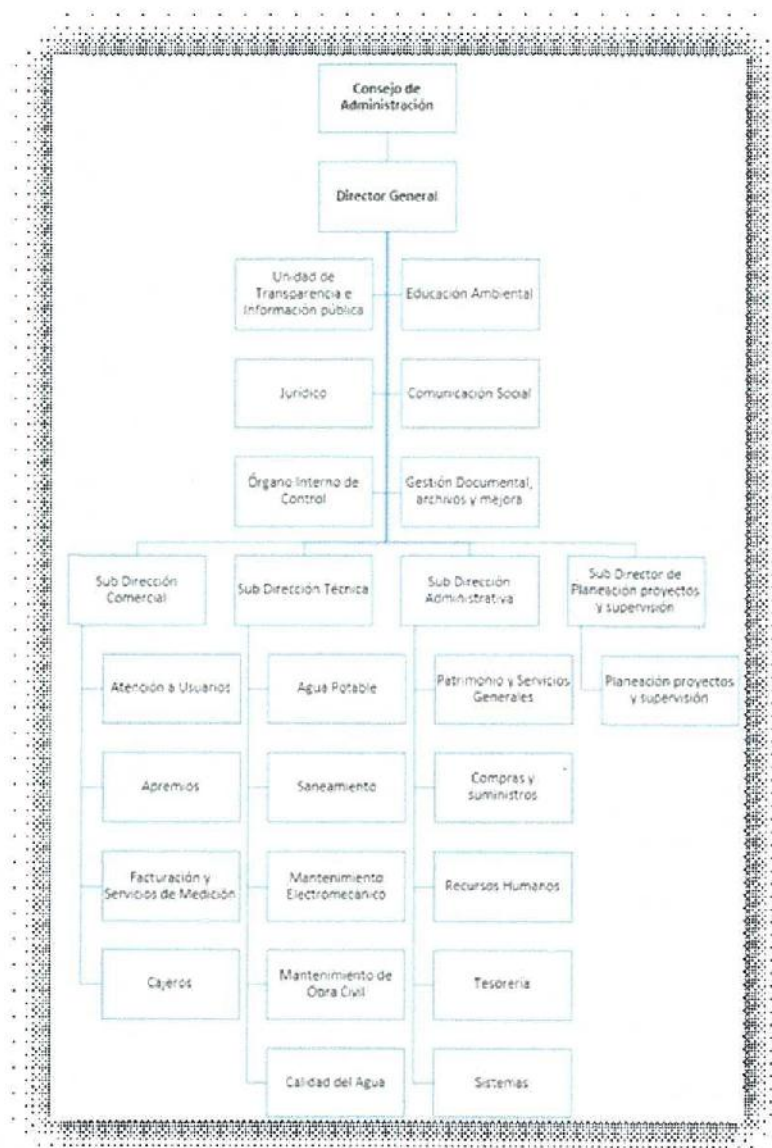 Consejo de
Administración
Director General
Unidad de
Transparencia e
Información pública
Educación Ambiental
Jurídico
Comunicación Social
Órgano Interno de
Control
Gestión Documental,
archivos y mejora
Sub Dirección
Comercial
Sub Dirección Técnica
Sub Dirección
Administrativa
Sub Director de
Planeación proyectos
y supervisión
Atención a Usuarios
Apremios
Facturación y
Servicios de Medición
Cajeros
Agua Potable
Saneamiento
Mantenimiento
Electromecánico
Mantenimiento de
Obra Civil
Calidad del Agua
Patrimonio y Servicios
Generales
Compras y
suministros
Recursos Humanos
Tesorería
Sistemas
Planeación proyectos
y supervisión